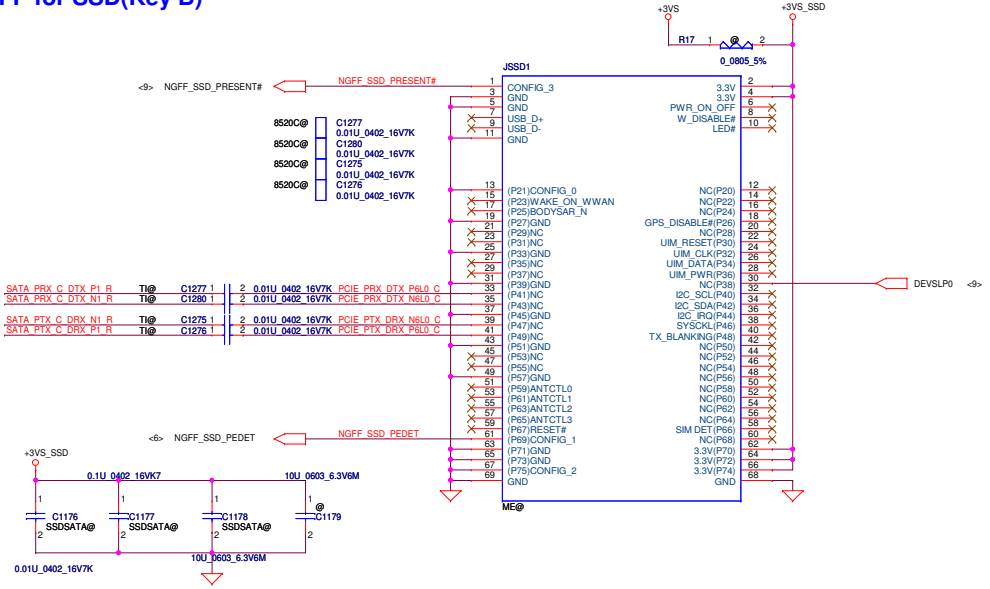 for SSD(Key B)
+3VS
+3VS_SSD
R17 1 @ 2
0_0805_5%
JSSD1
<9> NGFF_SSD_PRESENT#
NGFF_SSD_PRESENT#
1 CONFIG_3
3 GND
5 GND
7 USB_D+
9 USB_D-
11 GND
3.3V 2
3.3V 4
PWR_ON_OFF 6
W_DISABLE# 8
LED# 10
8520C@ C1277
0.01U_0402_16V7K
8520C@ C1280
0.01U_0402_16V7K
8520C@ C1275
0.01U_0402_16V7K
8520C@ C1276
0.01U_0402_16V7K
13 (P21)CONFIG_0
15 (P23)WAKE_ON_WWAN
17 (P25)BODYSAR_N
19 (P27)GND
21 (P29)NC
23 (P31)NC
25 (P33)GND
27 (P35)NC
29 (P37)NC
31 (P39)GND
33 (P41)NC
35 (P43)NC
37 (P45)GND
39 (P47)NC
41 (P49)NC
43 (P51)GND
45 (P53)NC
47 (P55)NC
49 (P57)GND
51 (P59)ANTCTL0
53 (P61)ANTCTL1
55 (P63)ANTCTL2
57 (P65)ANTCTL3
59 (P67)RESET#
61 (P69)CONFIG_1
63 (P71)GND
65 (P73)GND
67 (P75)CONFIG_2
69 GND
NC(P20) 12
NC(P22) 14
NC(P24) 16
GPS_DISABLE#(P26) 18
NC(P28) 20
UIM_RESET(P30) 22
UIM_CLK(P32) 24
UIM_DATA(P34) 26
UIM_PWR(P36) 28
NC(P38) 30
I2C_SCL(P40) 32
I2C_SDA(P42) 34
I2C_IRQ(P44) 36
SYSCKL(P46) 38
TX_BLANKING(P48) 40
NC(P50) 42
NC(P52) 44
NC(P54) 46
NC(P56) 48
NC(P58) 50
NC(P60) 52
NC(P62) 54
NC(P64) 56
SIM DET(P66) 58
NC(P68) 60
3.3V(P70) 62
3.3V(P72) 64
3.3V(P74) 66
GND 68
DEVSLP0 <9>
SATA_PRX_C_DTX_P1_R TI@ C1277 1 2 0.01U_0402_16V7K PCIE_PRX_DTX_P6L0_C
SATA_PRX_C_DTX_N1_R TI@ C1280 1 2 0.01U_0402_16V7K PCIE_PRX_DTX_N6L0_C
SATA_PTX_C_DRX_N1_R TI@ C1275 1 2 0.01U_0402_16V7K PCIE_PTX_DRX_N6L0_C
SATA_PTX_C_DRX_P1_R TI@ C1276 1 2 0.01U_0402_16V7K PCIE_PTX_DRX_P6L0_C
<6> NGFF_SSD_PEDET
NGFF_SSD_PEDET
ME@
+3VS_SSD
0.1U_0402_16VK7
10U_0603_6.3V6M
1 C1176 SSDSATA@ 2
1 C1177 SSDSATA@ 2
1 C1178 SSDSATA@ 2
1 @ C1179 2
0.01U_0402_16V7K
10U_0603_6.3V6M